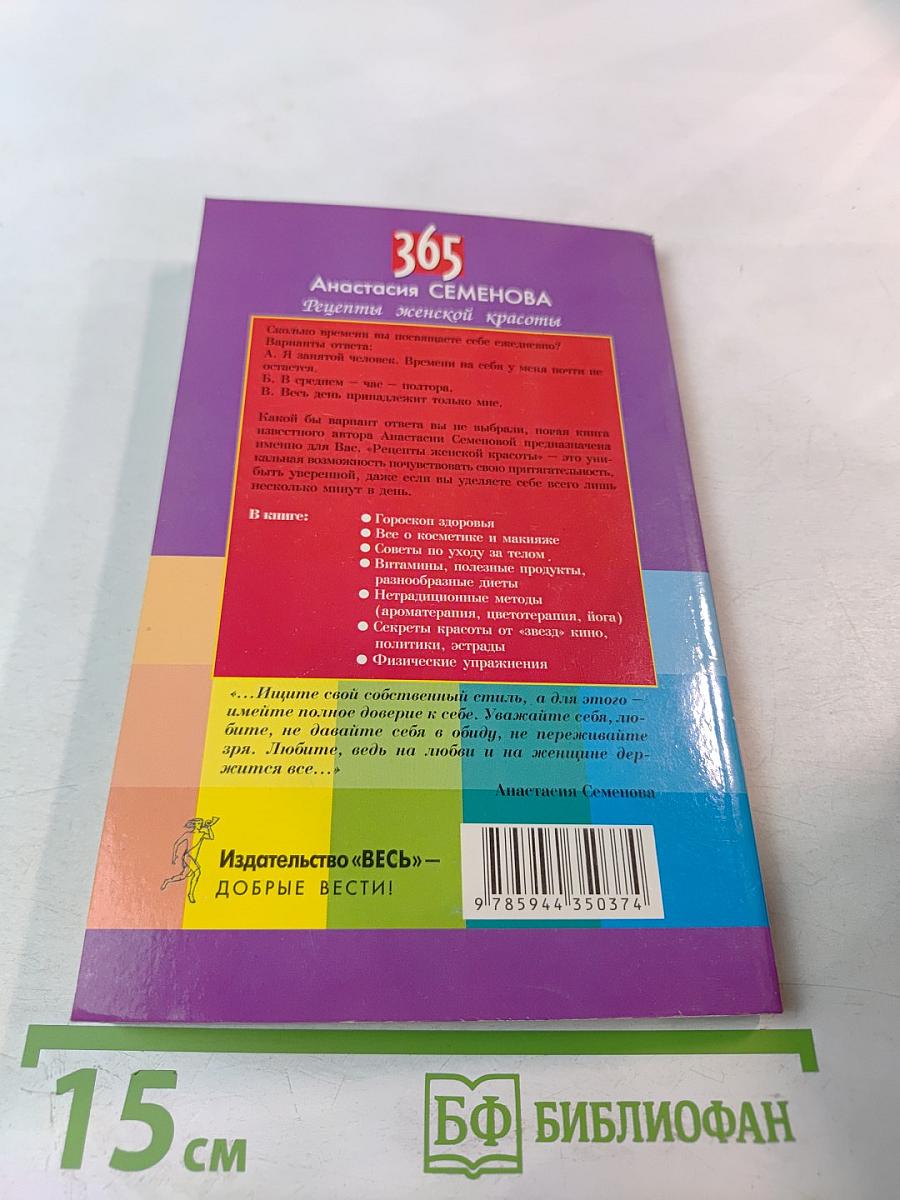 365
Анастасия СЕМЕНОВА
Рецепты женской красоты
Сколько времени вы посвящаете себе ежедневно?
Варианты ответа:
А. Я занятой человек. Времени на себя у меня почти не
остается.
Б. В среднем – час – полтора.
В. Весь день принадлежит только мне.
Какой бы вариант ответа вы не выбрали, новая книга
известного автора Анастасии Семеновой предназначена
именно для Вас. «Рецепты женской красоты» – это уни-
кальная возможность почувствовать свою притягательность,
быть уверенной, даже если вы уделяете себе всего лишь
несколько минут в день.
В книге:
● Гороскоп здоровья
● Все о косметике и макияже
● Советы по уходу за телом
● Витамины, полезные продукты,
разнообразные диеты
● Нетрадиционные методы
(ароматерапия, цветотерапия, йога)
● Секреты красоты от «звезд» кино,
политики, эстрады
● Физические упражнения
«...Ищите свой собственный стиль, а для этого –
имейте полное доверие к себе. Уважайте себя, лю-
бите, не давайте себя в обиду, не переживайте
зря. Любите, ведь на любви и на женщине дер-
жится все...»
Анастасия Семенова
Издательство «ВЕСЬ» –
ДОБРЫЕ ВЕСТИ!
9 785944 350374
15 см
БФ БИБЛИОФАН